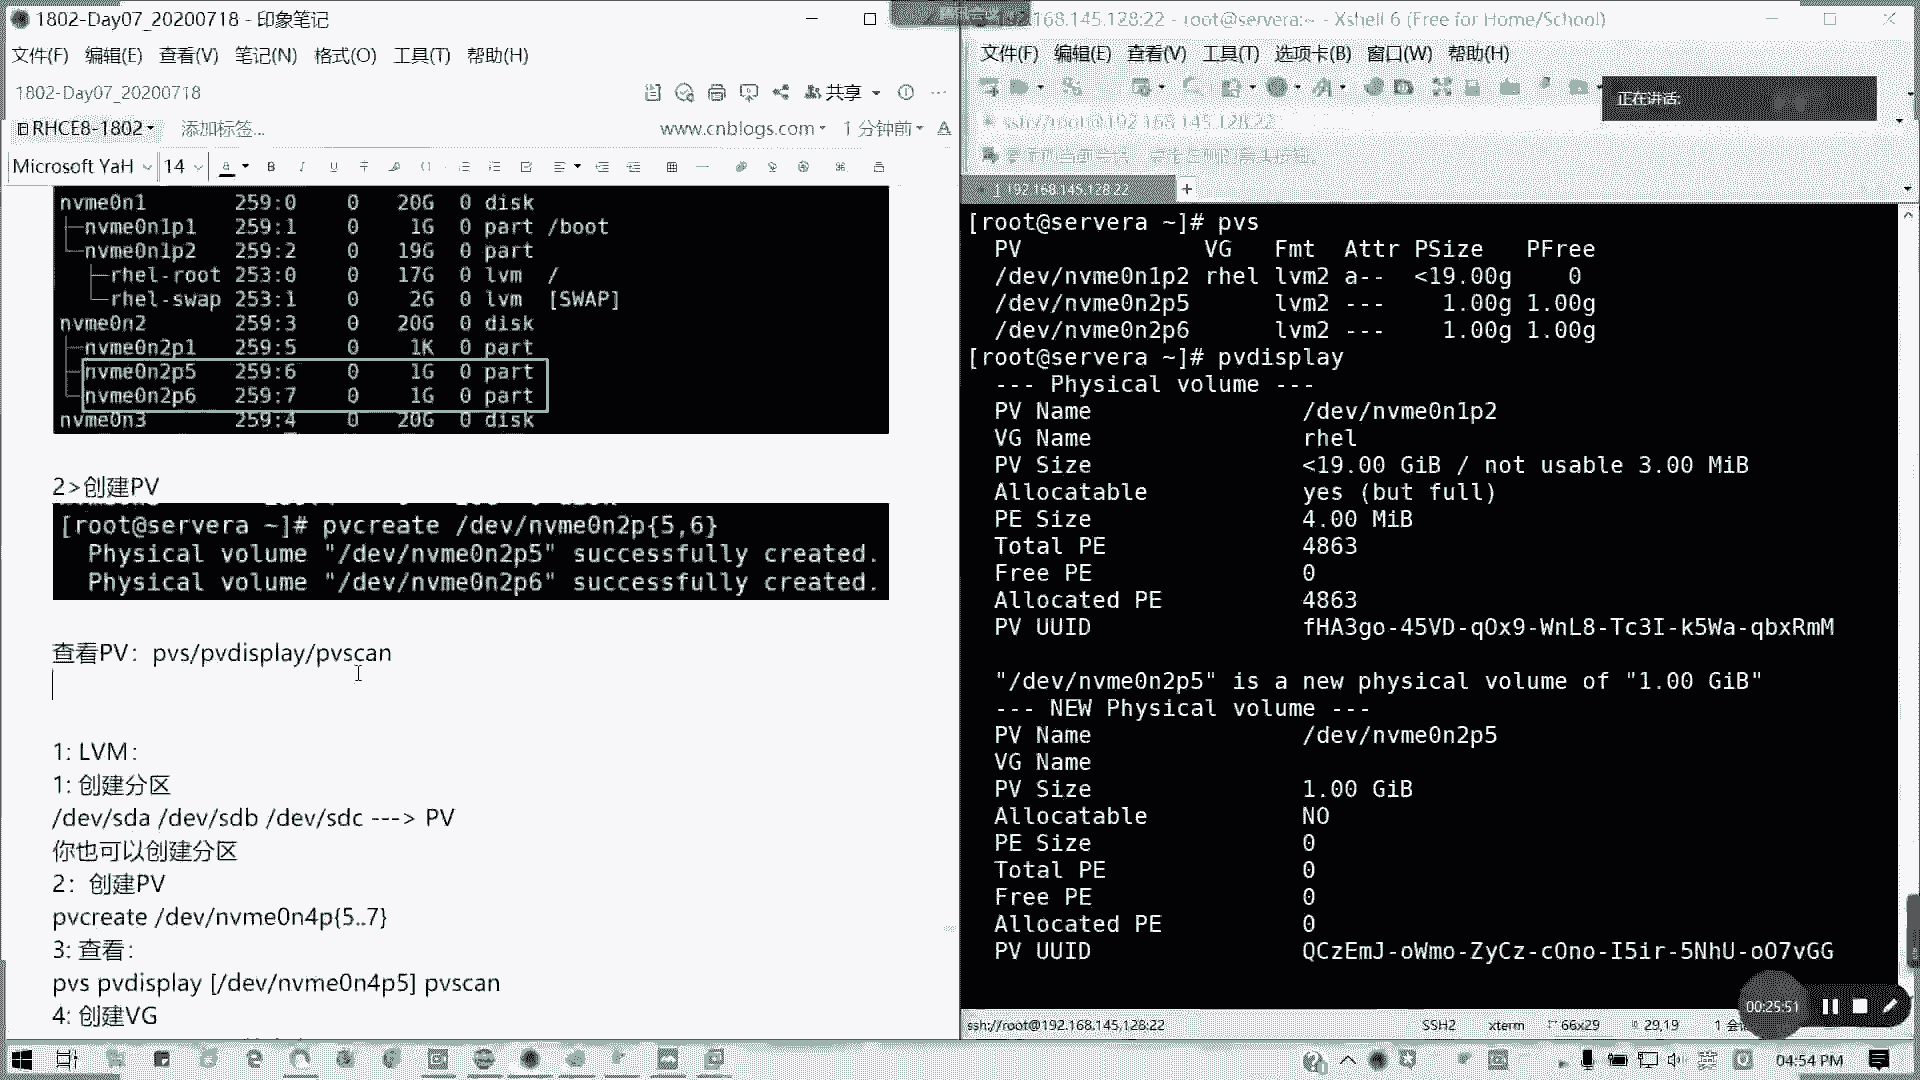 1802-Day07_20200718 - 印象笔记
文件(F) 编辑(E) 查看(V) 笔记(N) 格式(O) 工具(T) 帮助(H)
1802-Day07_20200718
共享
RHCE8-1802 添加标签...
www.cnblogs.com 1 分钟前
Microsoft YaH 14
nvme0n1 259:0 0 20G 0 disk
├─nvme0n1p1 259:1 0 1G 0 part /boot
└─nvme0n1p2 259:2 0 19G 0 part
├─rhel-root 253:0 0 17G 0 lvm /
└─rhel-swap 253:1 0 2G 0 lvm [SWAP]
nvme0n2 259:3 0 20G 0 disk
├─nvme0n2p1 259:5 0 1K 0 part
├─nvme0n2p5 259:6 0 1G 0 part
└─nvme0n2p6 259:7 0 1G 0 part
nvme0n3 259:4 0 20G 0 disk
2>创建PV
[root@servera ~]# pvcreate /dev/nvme0n2p{5,6}
Physical volume "/dev/nvme0n2p5" successfully created.
Physical volume "/dev/nvme0n2p6" successfully created.
查看PV：pvs/pvdisplay/pvscan
1: LVM:
1: 创建分区
/dev/sda /dev/sdb /dev/sdc ---> PV
你也可以创建分区
2：创建PV
pvcreate /dev/nvme0n4p{5..7}
3: 查看:
pvs pvdisplay [/dev/nvme0n4p5] pvscan
4: 创建VG
192.168.145.128:22 - root@servera:~ - Xshell 6 (Free for Home/School)
文件(F) 编辑(E) 查看(V) 工具(T) 选项卡(B) 窗口(W) 帮助(H)
正在讲话:
ssh://root@192.168.145.128:22
1 192.168.145.128:22 +
[root@servera ~]# pvs
PV VG Fmt Attr PSize PFree
/dev/nvme0n1p2 rhel lvm2 a-- <19.00g 0
/dev/nvme0n2p5 lvm2 --- 1.00g 1.00g
/dev/nvme0n2p6 lvm2 --- 1.00g 1.00g
[root@servera ~]# pvdisplay
--- Physical volume ---
PV Name /dev/nvme0n1p2
VG Name rhel
PV Size <19.00 GiB / not usable 3.00 MiB
Allocatable yes (but full)
PE Size 4.00 MiB
Total PE 4863
Free PE 0
Allocated PE 4863
PV UUID fHA3go-45VD-qOx9-WnL8-Tc3I-k5Wa-qbxRmM
"/dev/nvme0n2p5" is a new physical volume of "1.00 GiB"
--- NEW Physical volume ---
PV Name /dev/nvme0n2p5
VG Name
PV Size 1.00 GiB
Allocatable NO
PE Size 0
Total PE 0
Free PE 0
Allocated PE 0
PV UUID QCzEmJ-oWmo-ZyCz-cOno-I5ir-5NhU-oO7vGG
00:25:51
ssh://root@192.168.145.128:22 SSH2 xterm 66x29 29,19
英 04:54 PM